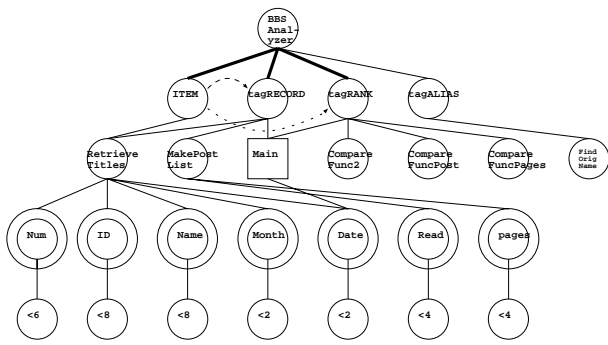 BBS
Anal-
yzer
ITEM
tagRECORD
tagRANK
tagALIAS
Retrieve
Titles
MakePost
List
Main
Compare
Func2
Compare
FuncPost
Compare
FuncPages
Find
Orig
Name
Num
ID
Name
Month
Date
Read
pages
<6
<8
<8
<2
<2
<4
<4